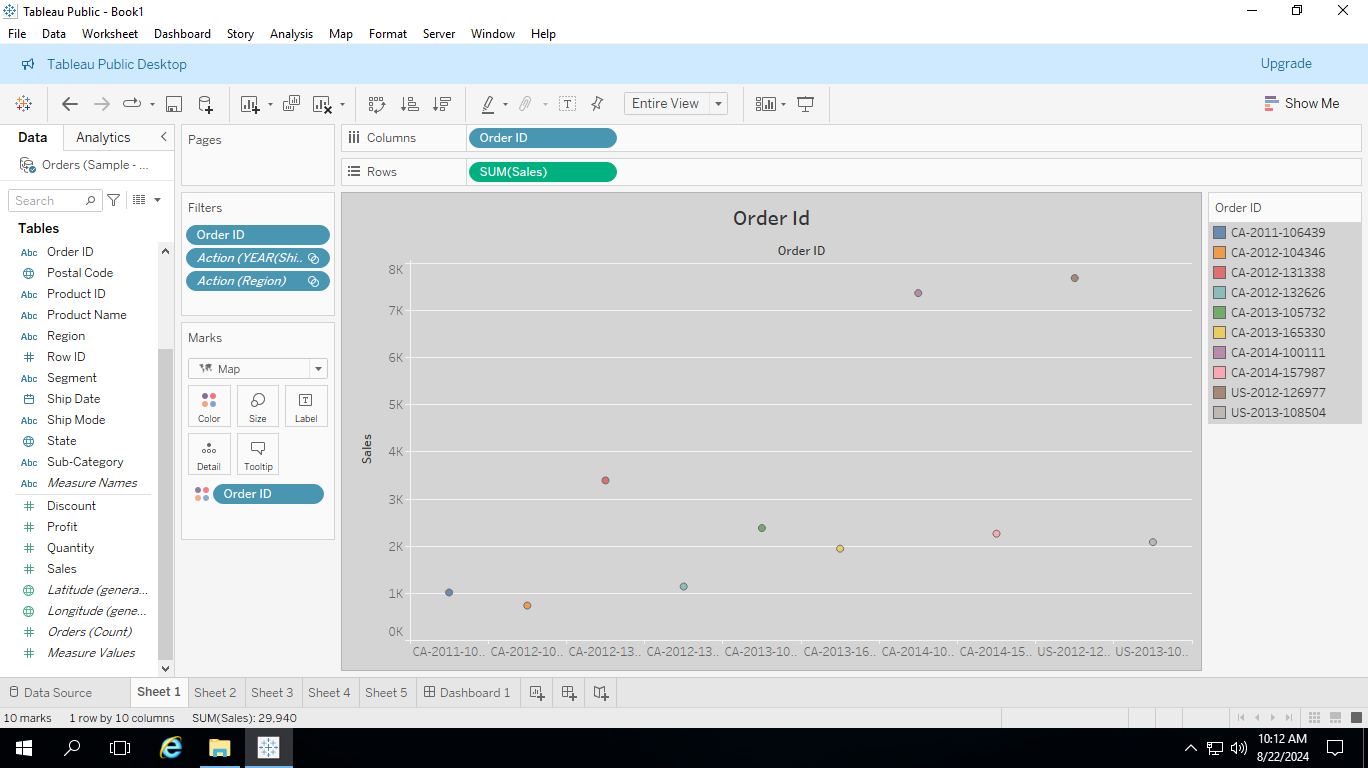 Tableau Public - Book1
File Data Worksheet Dashboard Story Analysis Map Format Server Window Help
Tableau Public Desktop Upgrade
Entire View Show Me
Data Analytics
Orders (Sample - ...
Search
Tables
Abc Order ID
Postal Code
Abc Product ID
Abc Product Name
Abc Region
# Row ID
Abc Segment
Ship Date
Abc Ship Mode
State
Abc Sub-Category
Abc Measure Names
# Discount
# Profit
# Quantity
# Sales
Latitude (genera...
Longitude (gene...
# Orders (Count)
# Measure Values
Pages
Filters
Order ID
Action (YEAR(Shi..
Action (Region)
Marks
Map
Color Size Label
Detail Tooltip
Order ID
Columns Order ID
Rows SUM(Sales)
Order Id
Order ID
8K
7K
6K
5K
4K
3K
2K
1K
0K
Sales
CA-2011-10.. CA-2012-10.. CA-2012-13.. CA-2012-13.. CA-2013-10.. CA-2013-16.. CA-2014-10.. CA-2014-15.. US-2012-12.. US-2013-10..
Order ID
CA-2011-106439
CA-2012-104346
CA-2012-131338
CA-2012-132626
CA-2013-105732
CA-2013-165330
CA-2014-100111
CA-2014-157987
US-2012-126977
US-2013-108504
Data Source Sheet 1 Sheet 2 Sheet 3 Sheet 4 Sheet 5 Dashboard 1
10 marks 1 row by 10 columns SUM(Sales): 29,940
10:12 AM
8/22/2024